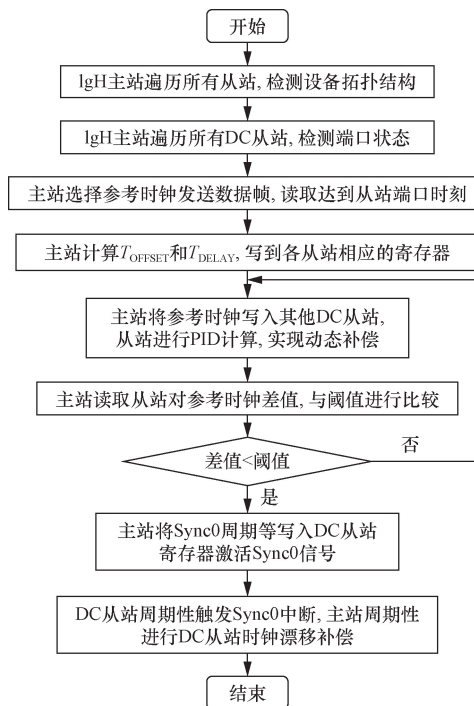 开始
lgH主站遍历所有从站, 检测设备拓扑结构
lgH主站遍历所有DC从站, 检测端口状态
主站选择参考时钟发送数据帧, 读取达到从站端口时刻
主站计算TOFFSET和TDELAY, 写到各从站相应的寄存器
主站将参考时钟写入其他DC从站,
从站进行PID计算, 实现动态补偿
主站读取从站对参考时钟差值, 与阈值进行比较
差值<阈值
否
是
主站将Sync0周期等写入DC从站
寄存器激活Sync0信号
DC从站周期性触发Sync0中断, 主站周期性
进行DC从站时钟漂移补偿
结束